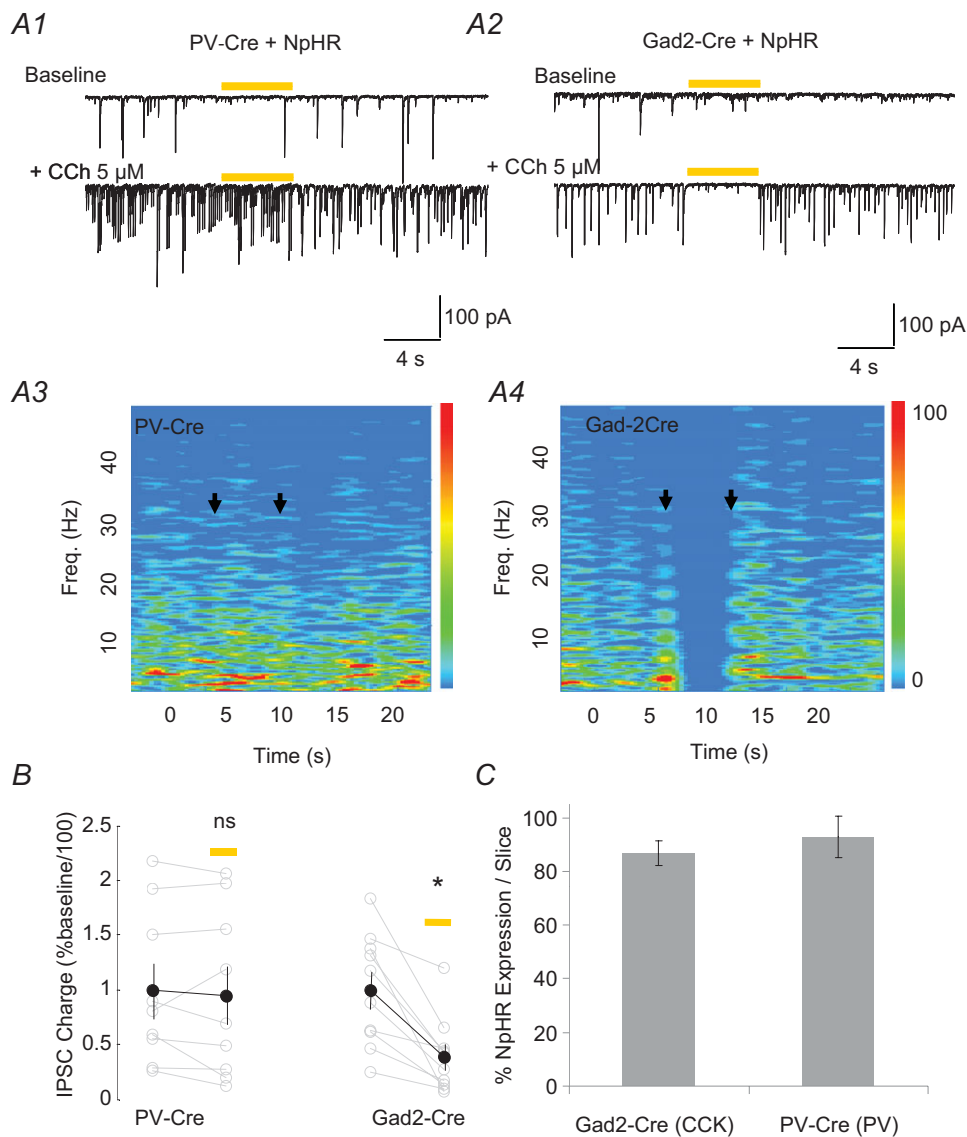 A1
PV-Cre + NpHR
Baseline
+ CCh 5 µM
100 pA
4 s
A2
Gad2-Cre + NpHR
Baseline
+ CCh 5 µM
100 pA
4 s
A3
PV-Cre
Freq. (Hz)
40
30
20
10
0 5 10 15 20
Time (s)
A4
Gad-2Cre
Freq. (Hz)
40
30
20
10
0 5 10 15 20
Time (s)
100
0
B
IPSC Charge (%baseline/100)
2.5
2
1.5
1
0.5
0
ns
*
PV-Cre Gad2-Cre
C
% NpHR Expression / Slice
100
80
60
40
20
0
Gad2-Cre (CCK) PV-Cre (PV)